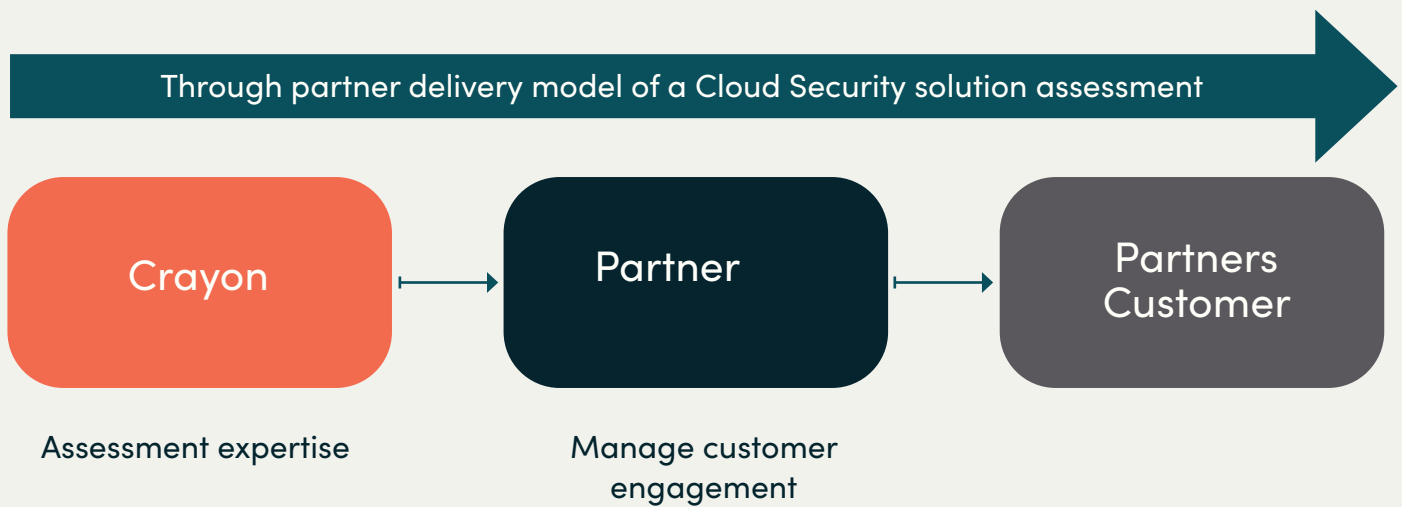 Through partner delivery model of a Cloud Security solution assessment
Crayon
Partner
Partners
Customer
Assessment expertise
Manage customer
engagement